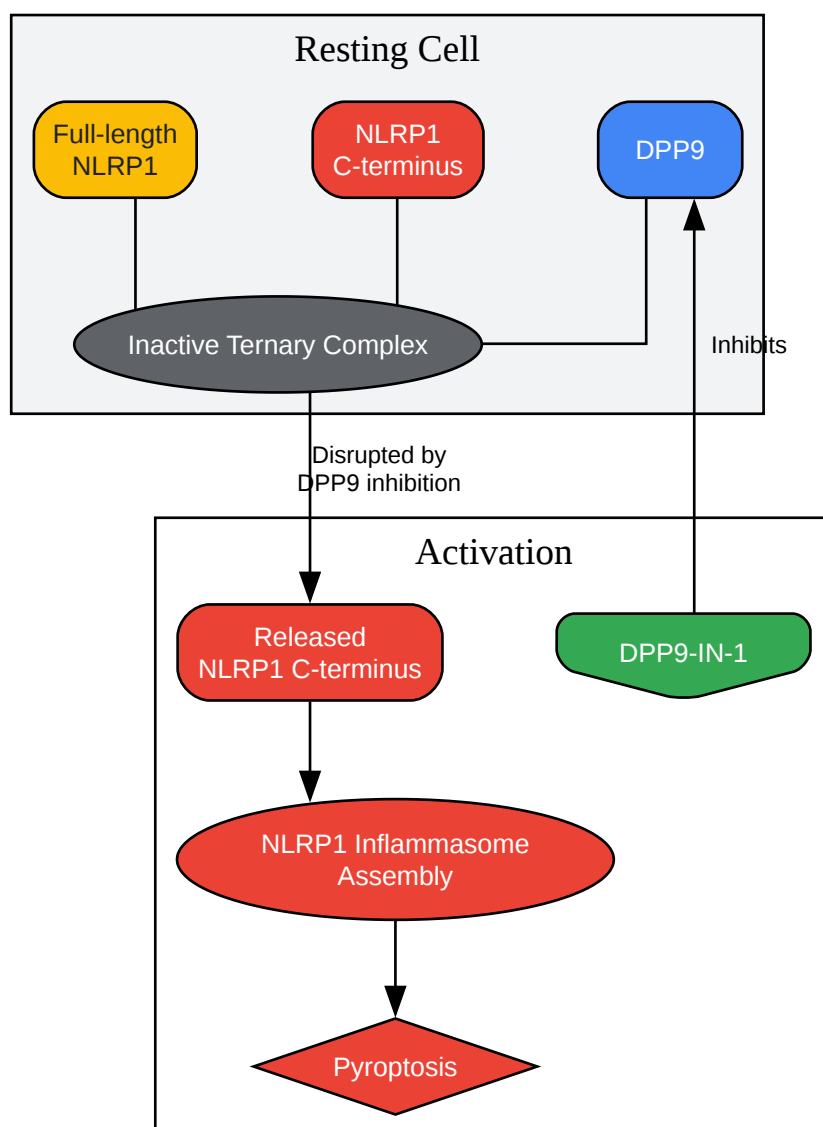 Resting Cell
Full-length
NLRP1
NLRP1
C-terminus
DPP9
Inactive Ternary Complex
Inhibits
Disrupted by
DPP9 inhibition
Activation
Released
NLRP1 C-terminus
DPP9-IN-1
NLRP1 Inflammasome
Assembly
Pyroptosis